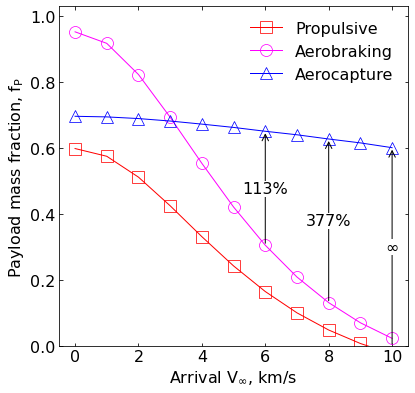 1.0
0.8
0.6
0.4
0.2
0.0
Payload mass fraction, fₚ
Propulsive
Aerobraking
Aerocapture
113%
377%
∞
0 2 4 6 8 10
Arrival V∞, km/s